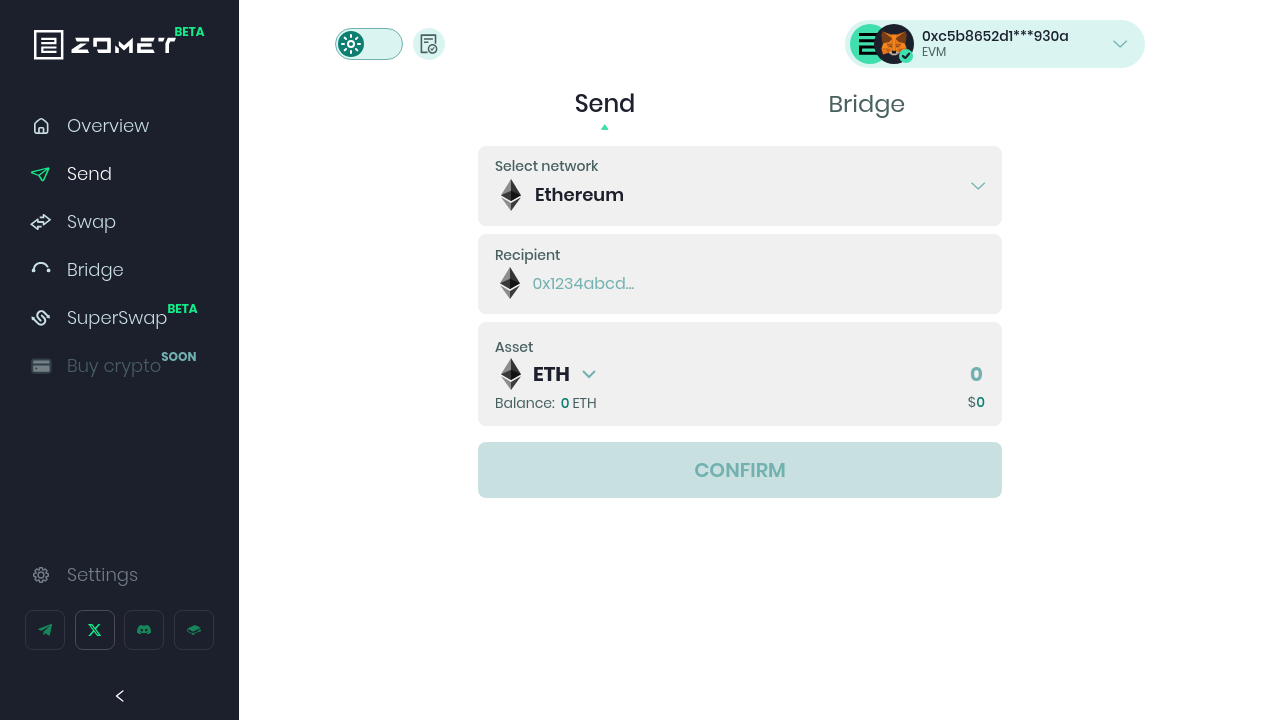 ZOMET BETA
Overview
Send
Swap
Bridge
SuperSwap BETA
Buy crypto SOON
Settings
0xc5b8652d1***930a
EVM
Send
Bridge
Select network
Ethereum
Recipient
0x1234abcd...
Asset
ETH
0
Balance: 0 ETH
$0
CONFIRM